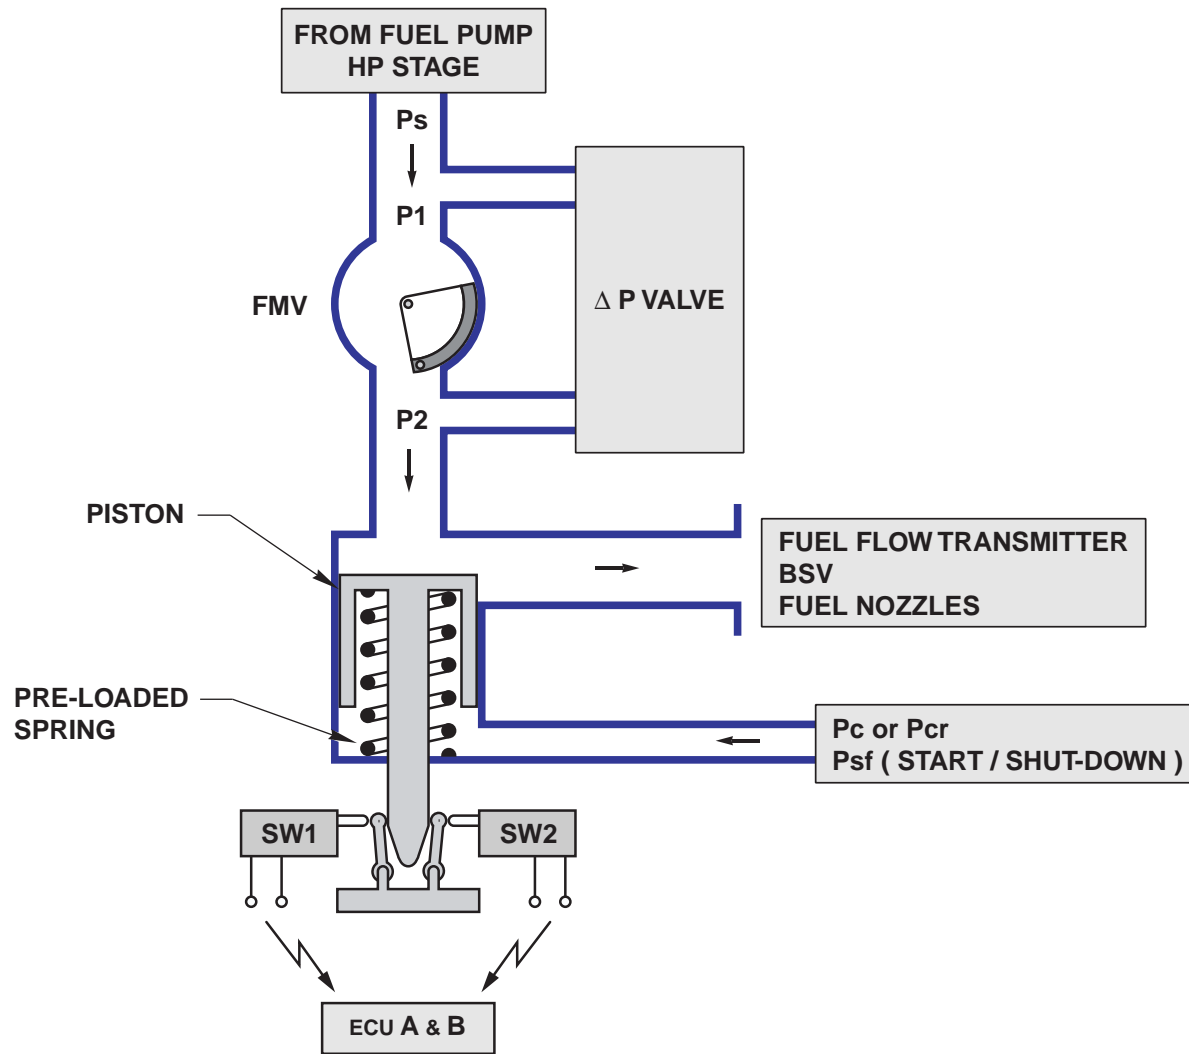 FROM FUEL PUMP
HP STAGE
Ps
P1
FMV
Δ P VALVE
P2
PISTON
FUEL FLOW TRANSMITTER
BSV
FUEL NOZZLES
PRE-LOADED
SPRING
Pc or Pcr
Psf ( START / SHUT-DOWN )
SW1
SW2
ECU A & B